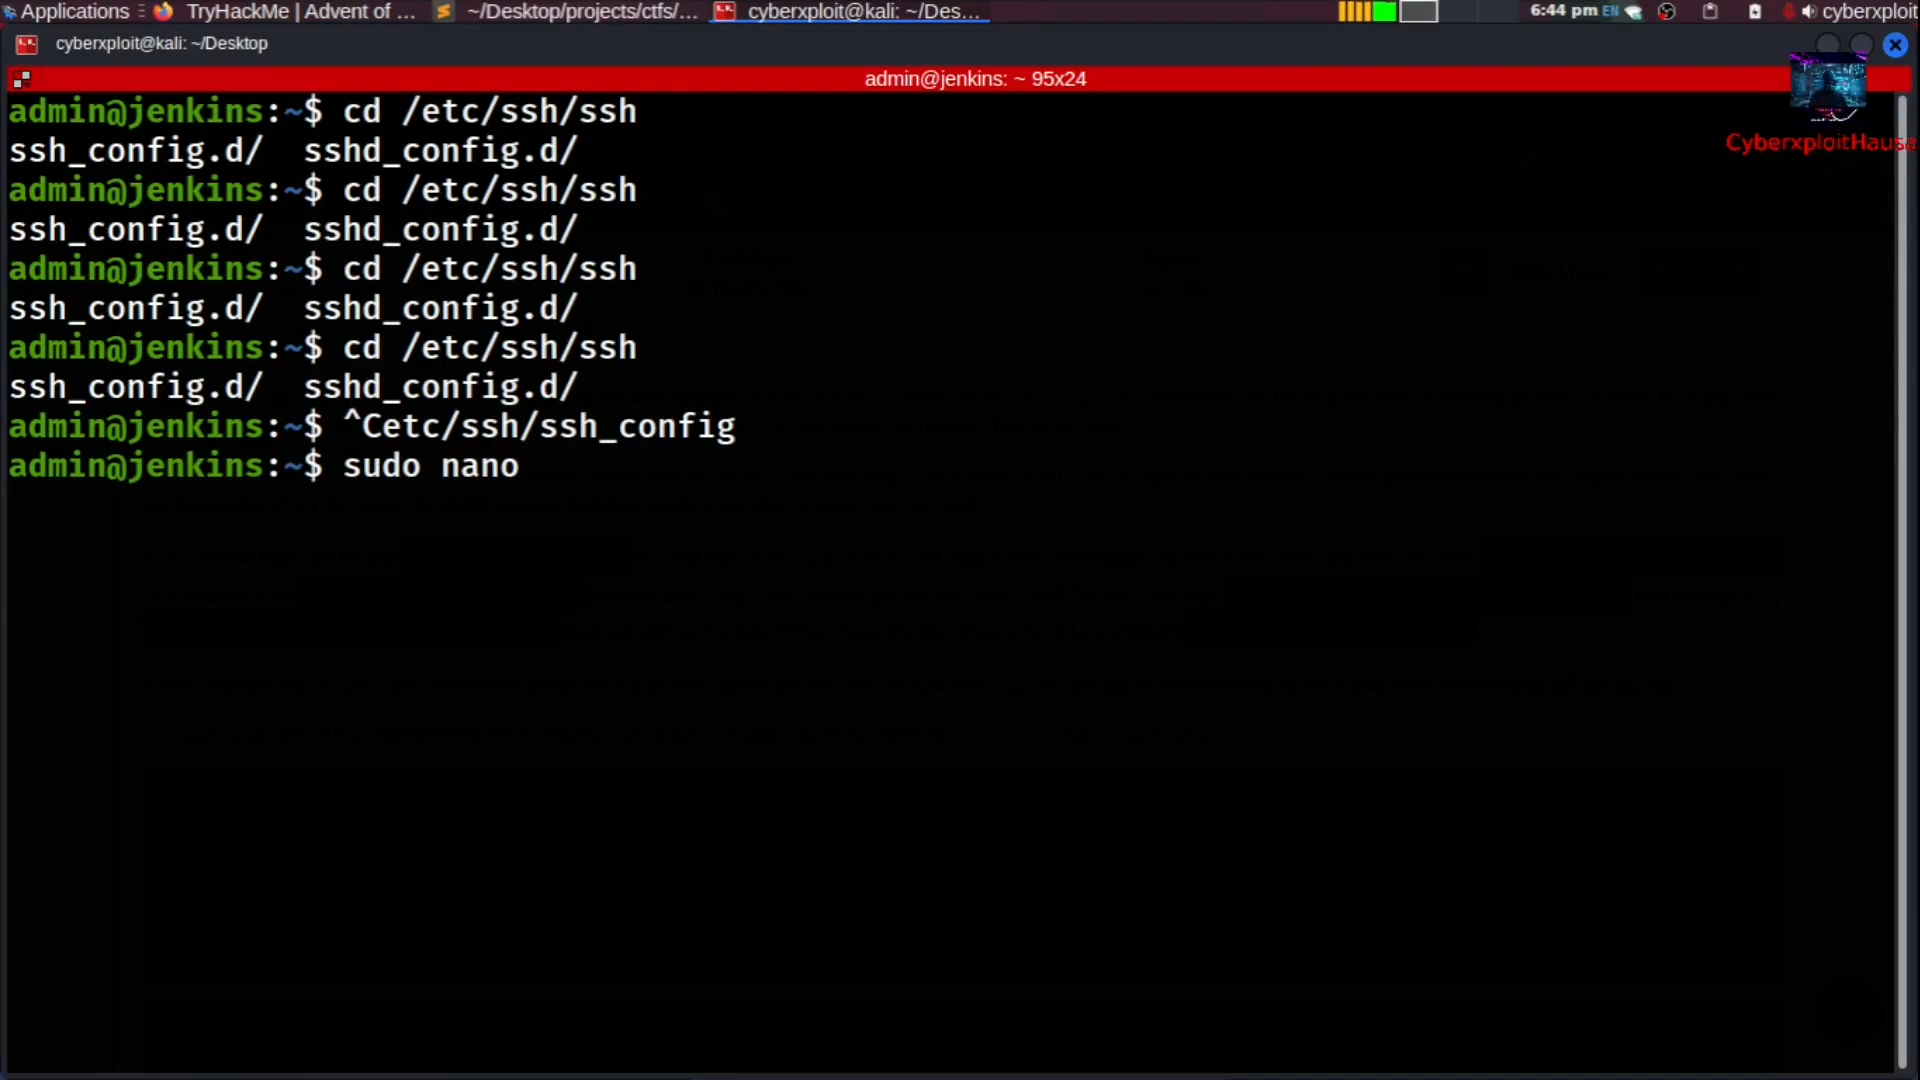 Applications
TryHackMe | Advent of ...
~/Desktop/projects/ctfs/...
cyberxploit@kali: ~/Des...
6:44 pm EN
cyberxploit
cyberxploit@kali: ~/Desktop
admin@jenkins: ~ 95x24
CyberxploitHausa
admin@jenkins:~$ cd /etc/ssh/ssh
ssh_config.d/ sshd_config.d/
admin@jenkins:~$ cd /etc/ssh/ssh
ssh_config.d/ sshd_config.d/
admin@jenkins:~$ cd /etc/ssh/ssh
ssh_config.d/ sshd_config.d/
admin@jenkins:~$ cd /etc/ssh/ssh
ssh_config.d/ sshd_config.d/
admin@jenkins:~$ ^Cetc/ssh/ssh_config
admin@jenkins:~$ sudo nano